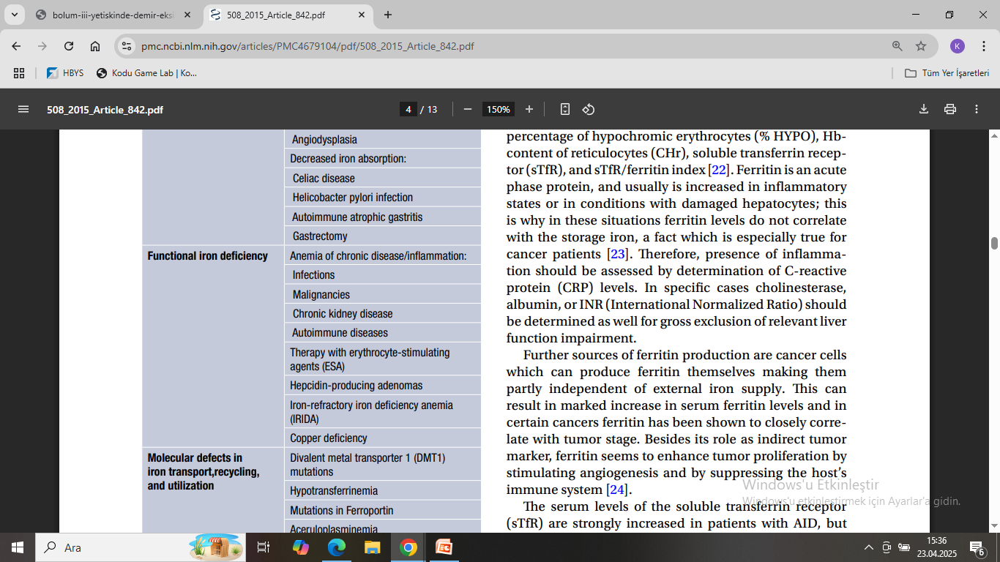 bolum-iii-yetiskinde-demir-eksi
508_2015_Article_842.pdf
pmc.ncbi.nlm.nih.gov/articles/PMC4679104/pdf/508_2015_Article_842.pdf
K
HBYS
Kodu Game Lab | Ko...
Tüm Yer İşaretleri
508_2015_Article_842.pdf
4 / 13
150%
Angiodysplasia
Decreased iron absorption:
Celiac disease
Helicobacter pylori infection
Autoimmune atrophic gastritis
Gastrectomy
Functional iron deficiency
Anemia of chronic disease/inflammation:
Infections
Malignancies
Chronic kidney disease
Autoimmune diseases
Therapy with erythrocyte-stimulating
agents (ESA)
Hepcidin-producing adenomas
Iron-refractory iron deficiency anemia
(IRIDA)
Copper deficiency
Molecular defects in
iron transport,recycling,
and utilization
Divalent metal transporter 1 (DMT1)
mutations
Hypotransferrinemia
Mutations in Ferroportin
Aceruloplasminemia
percentage of hypochromic erythrocytes (% HYPO), Hb-
content of reticulocytes (CHr), soluble transferrin recep-
tor (sTfR), and sTfR/ferritin index [22]. Ferritin is an acute
phase protein, and usually is increased in inflammatory
states or in conditions with damaged hepatocytes; this
is why in these situations ferritin levels do not correlate
with the storage iron, a fact which is especially true for
cancer patients [23]. Therefore, presence of inflamma-
tion should be assessed by determination of C-reactive
protein (CRP) levels. In specific cases cholinesterase,
albumin, or INR (International Normalized Ratio) should
be determined as well for gross exclusion of relevant liver
function impairment.
Further sources of ferritin production are cancer cells
which can produce ferritin themselves making them
partly independent of external iron supply. This can
result in marked increase in serum ferritin levels and in
certain cancers ferritin has been shown to closely corre-
late with tumor stage. Besides its role as indirect tumor
marker, ferritin seems to enhance tumor proliferation by
stimulating angiogenesis and by suppressing the host's
immune system [24].
The serum levels of the soluble transferrin receptor
(sTfR) are strongly increased in patients with AID, but
Windows'u Etkinleştir
Windows'u etkinleştirmek için Ayarlar'a gidin.
Ara
15:36
23.04.2025
6